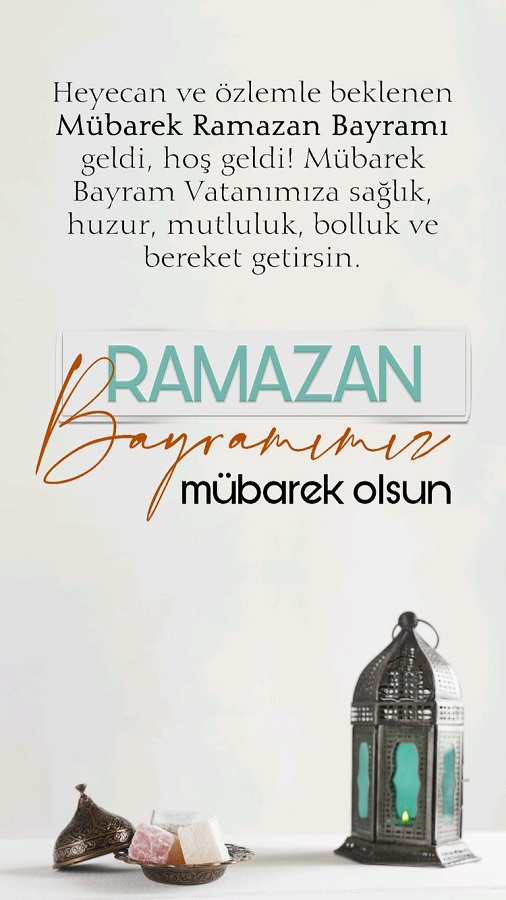 Heyecan ve özlemle beklenen
Mübarek Ramazan Bayramı
geldi, hoş geldi! Mübarek
Bayram Vatanımıza sağlık,
huzur, mutluluk, bolluk ve
bereket getirsin.
RAMAZAN
Bayramımız
mübarek olsun